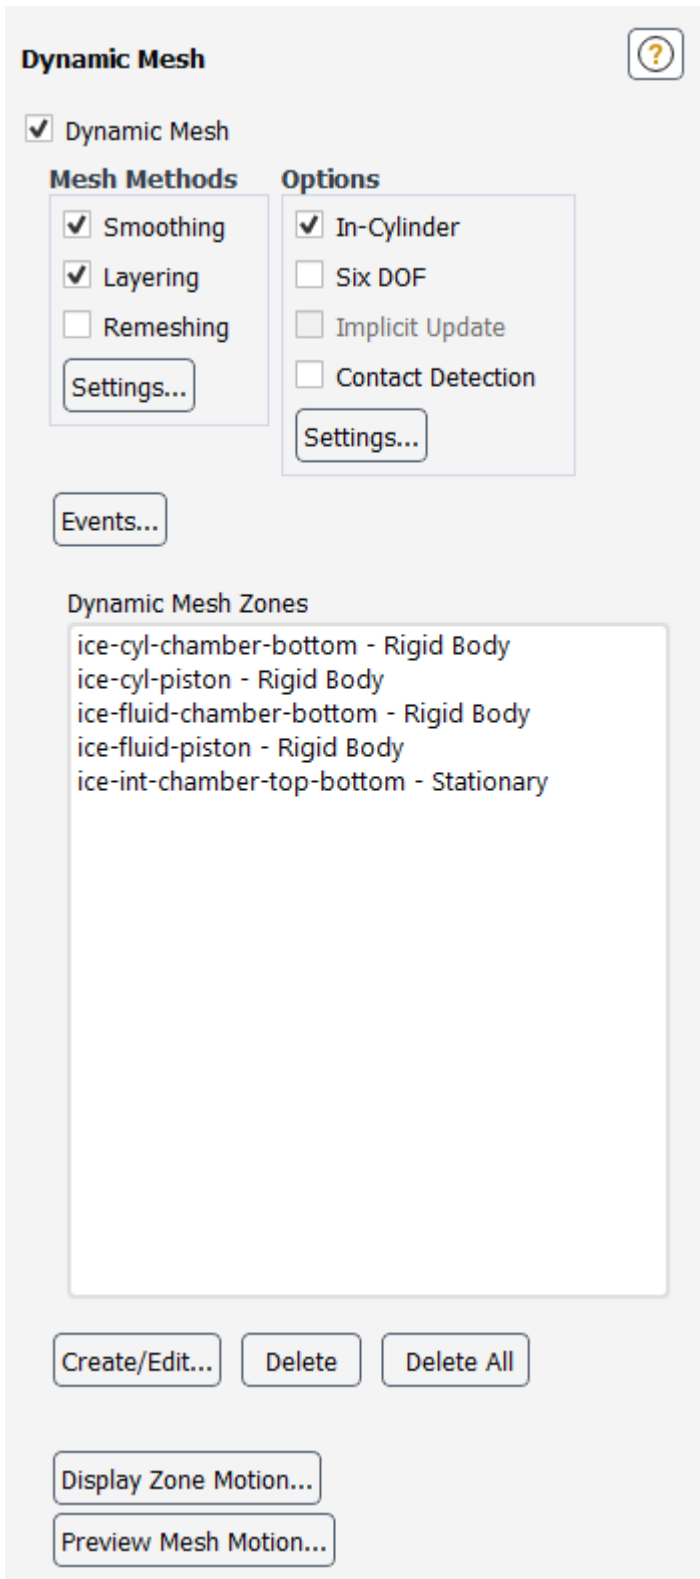 Dynamic Mesh
?
Dynamic Mesh
Mesh Methods
Smoothing
Layering
Remeshing
Settings...
Options
In-Cylinder
Six DOF
Implicit Update
Contact Detection
Settings...
Events...
Dynamic Mesh Zones
ice-cyl-chamber-bottom - Rigid Body
ice-cyl-piston - Rigid Body
ice-fluid-chamber-bottom - Rigid Body
ice-fluid-piston - Rigid Body
ice-int-chamber-top-bottom - Stationary
Create/Edit... Delete Delete All
Display Zone Motion...
Preview Mesh Motion...